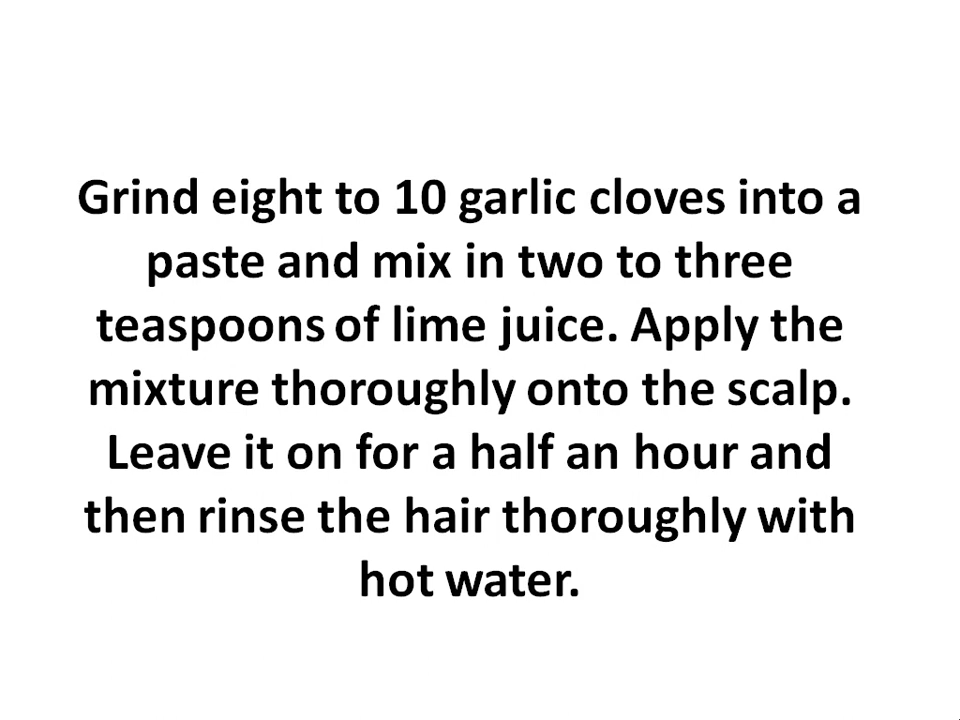 Grind eight to 10 garlic cloves into a
paste and mix in two to three
teaspoons of lime juice. Apply the
mixture thoroughly onto the scalp.
Leave it on for a half an hour and
then rinse the hair thoroughly with
hot water.